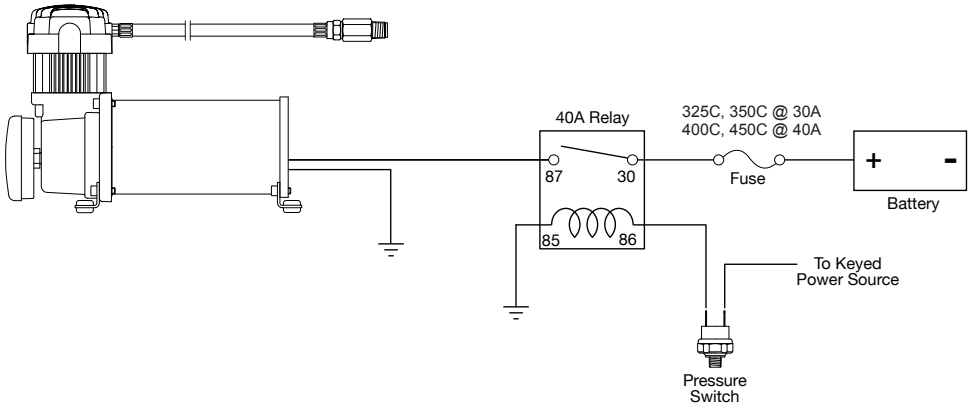 40A Relay
325C, 350C @ 30A
400C, 450C @ 40A
87 30
Fuse
+ -
Battery
85 86
To Keyed
Power Source
Pressure
Switch